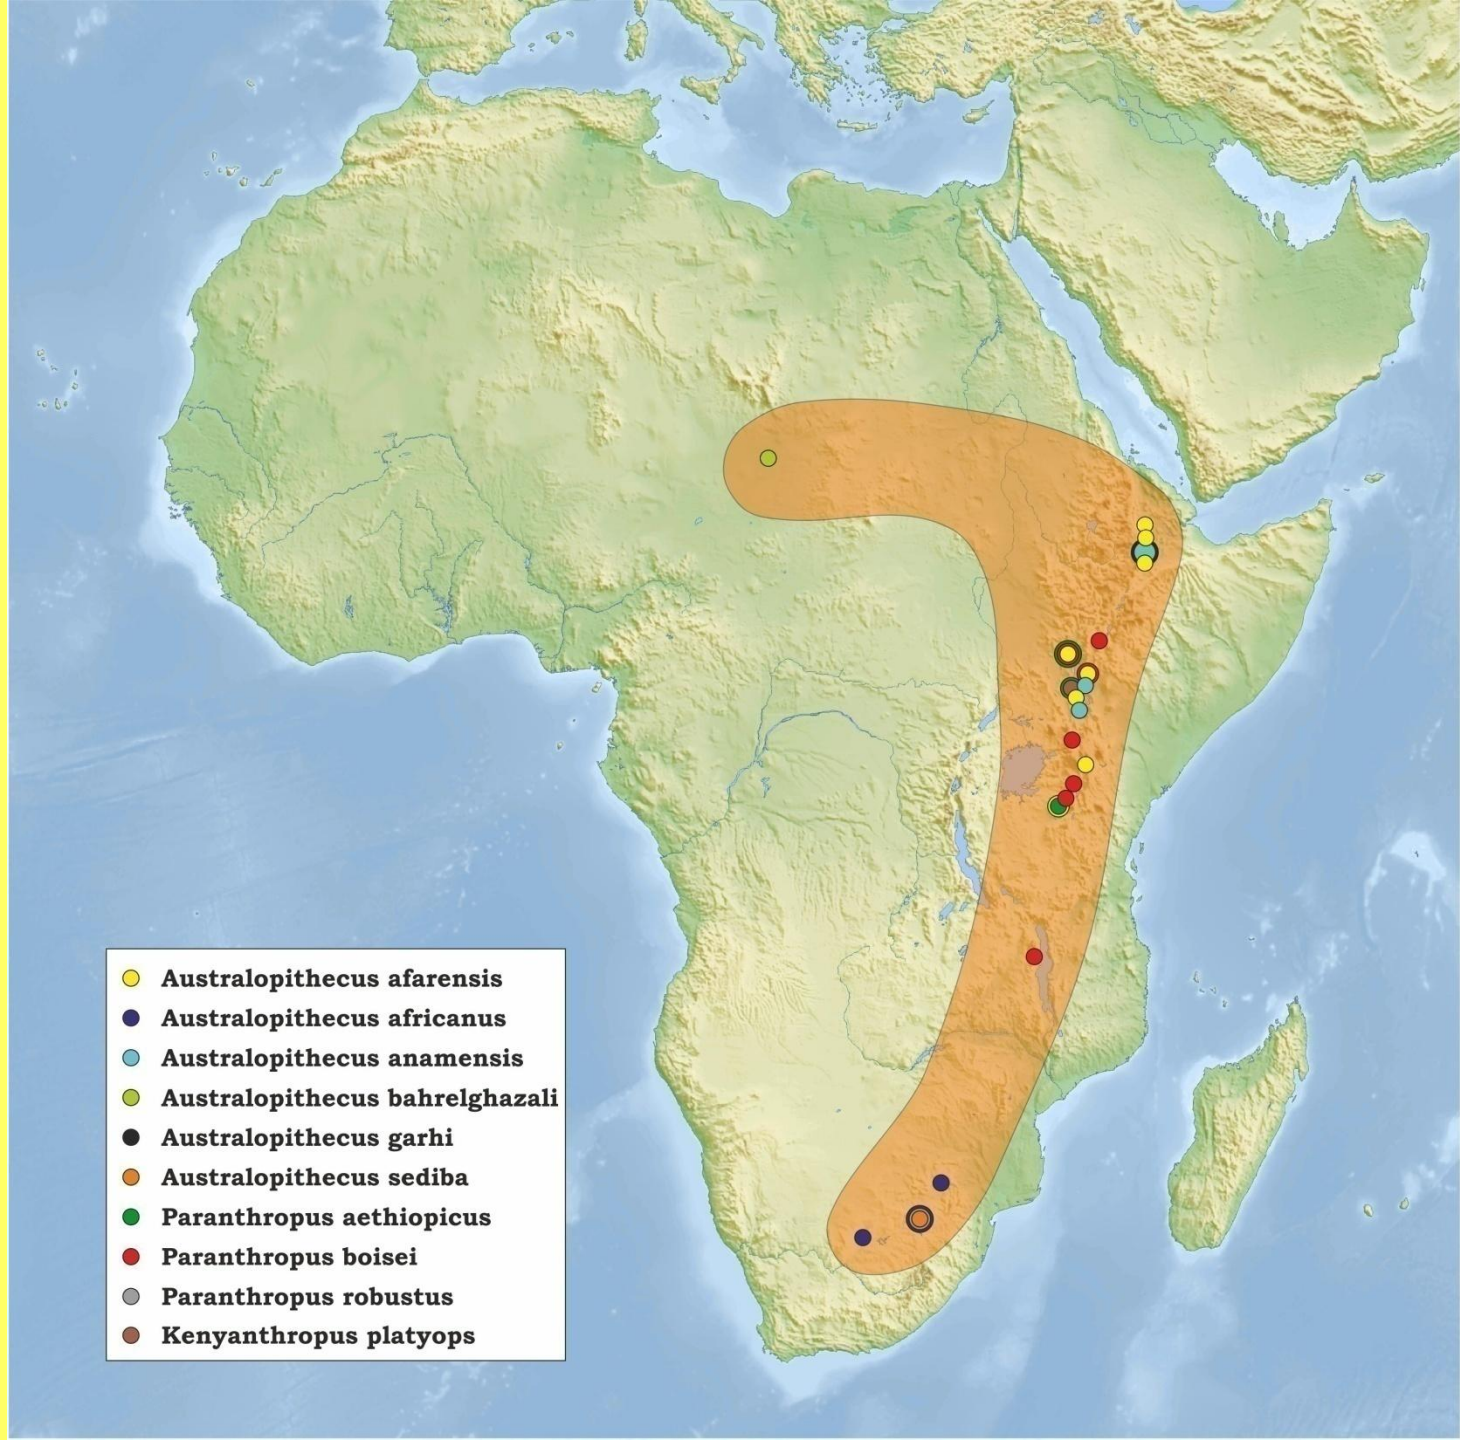 Australopithecus afarensis
Australopithecus africanus
Australopithecus anamensis
Australopithecus bahrelghazali
Australopithecus garhi
Australopithecus sediba
Paranthropus aethiopicus
Paranthropus boisei
Paranthropus robustus
Kenyanthropus platyops